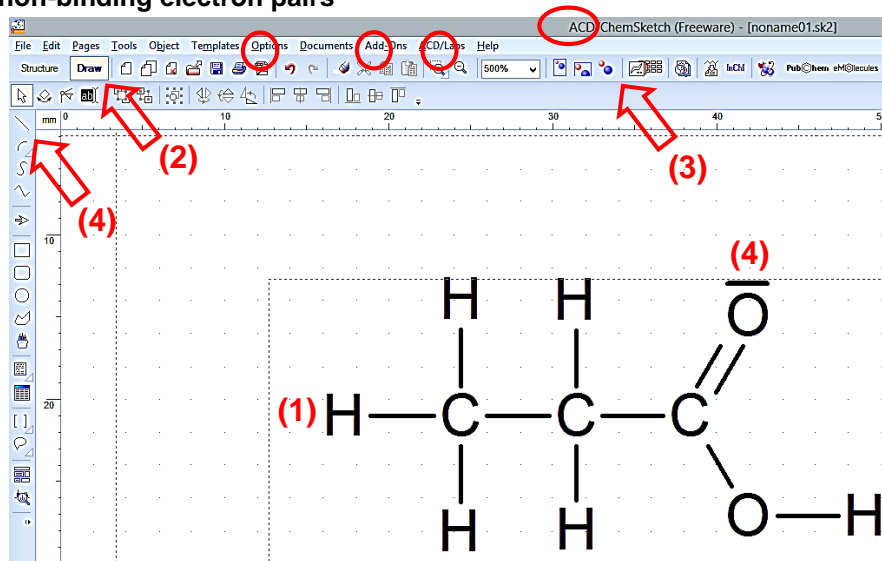 non-binding electron pairs
ACD/ChemSketch (Freeware) - [noname01.sk2]
File Edit Pages Tools Object Templates Options Documents Add-Ons ACD/Labs Help
Structure Draw 500% InChI PubChem eMolecules
mm 0 10 20 30 40 5
(2) (3)
(4)
10
(4)
H H O
20
(1) H C C C
H H O H